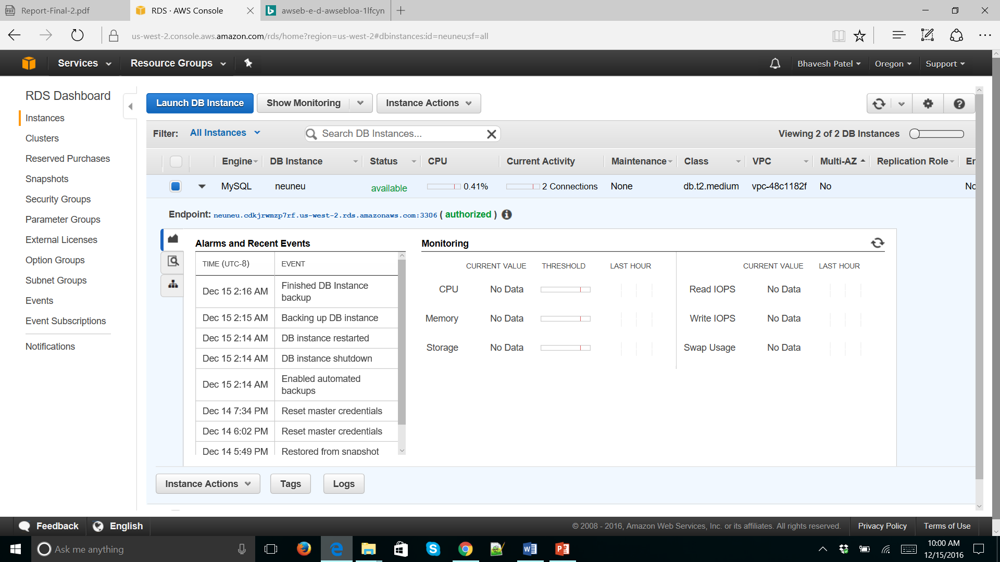 Report-Final-2.pdf
RDS · AWS Console
awseb-e-d-awsebloa-1lfcyn
us-west-2.console.aws.amazon.com/rds/home?region=us-west-2#dbinstances:id=neuneu;sf=all
Services
Resource Groups
Bhavesh Patel
Oregon
Support
RDS Dashboard
Instances
Clusters
Reserved Purchases
Snapshots
Security Groups
Parameter Groups
External Licenses
Option Groups
Subnet Groups
Events
Event Subscriptions
Notifications
Launch DB Instance
Show Monitoring
Instance Actions
Filter: All Instances
Search DB Instances...
Viewing 2 of 2 DB Instances
Engine DB Instance Status CPU Current Activity Maintenance Class VPC Multi-AZ Replication Role En
MySQL neuneu available 0.41% 2 Connections None db.t2.medium vpc-48c1182f No No
Endpoint: neuneu.cdkjrwmzp7rf.us-west-2.rds.amazonaws.com:3306 ( authorized )
Alarms and Recent Events
TIME (UTC-8) EVENT
Dec 15 2:16 AM Finished DB Instance
backup
Dec 15 2:15 AM Backing up DB instance
Dec 15 2:14 AM DB instance restarted
Dec 15 2:14 AM DB instance shutdown
Dec 15 2:14 AM Enabled automated
backups
Dec 14 7:34 PM Reset master credentials
Dec 14 6:02 PM Reset master credentials
Dec 14 5:49 PM Restored from snapshot
Monitoring
CURRENT VALUE THRESHOLD LAST HOUR CURRENT VALUE LAST HOUR
CPU No Data Read IOPS No Data
Memory No Data Write IOPS No Data
Storage No Data Swap Usage No Data
Instance Actions
Tags
Logs
Feedback
English
© 2008 - 2016, Amazon Web Services, Inc. or its affiliates. All rights reserved.
Privacy Policy
Terms of Use
Ask me anything
10:00 AM
12/15/2016